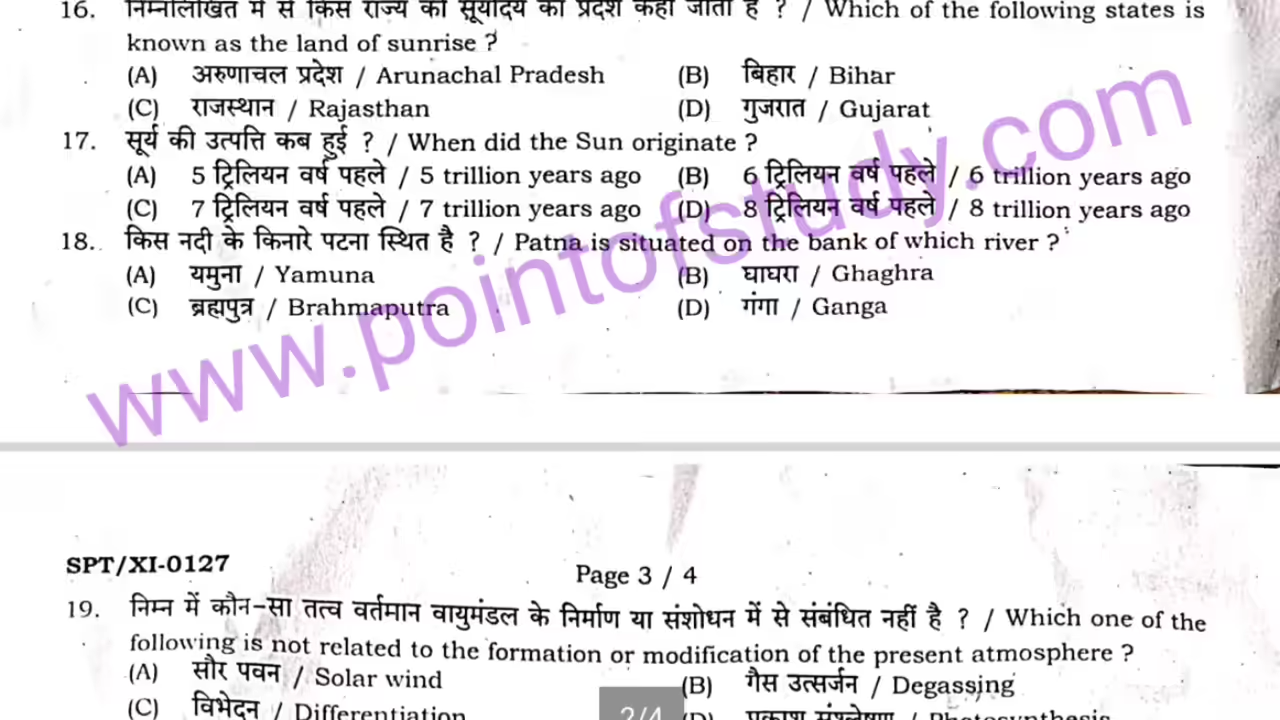 16. निम्नलिखित में से किस राज्य को सूर्योदय का प्रदेश कहा जाता है ? / Which of the following states is
known as the land of sunrise ?
(A) अरुणाचल प्रदेश / Arunachal Pradesh (B) बिहार / Bihar
(C) राजस्थान / Rajasthan (D) गुजरात / Gujarat
17. सूर्य की उत्पत्ति कब हुई ? / When did the Sun originate ?
(A) 5 ट्रिलियन वर्ष पहले / 5 trillion years ago (B) 6 ट्रिलियन वर्ष पहले / 6 trillion years ago
(C) 7 ट्रिलियन वर्ष पहले / 7 trillion years ago (D) 8 ट्रिलियन वर्ष पहले / 8 trillion years ago
18. किस नदी के किनारे पटना स्थित है ? / Patna is situated on the bank of which river ?
(A) यमुना / Yamuna (B) घाघरा / Ghaghra
(C) ब्रह्मपुत्र / Brahmaputra (D) गंगा / Ganga
www.pointofstudy.com
SPT/XI-0127
Page 3 / 4
19. निम्न में कौन-सा तत्व वर्तमान वायुमंडल के निर्माण या संशोधन में से संबंधित नहीं है ? / Which one of the
following is not related to the formation or modification of the present atmosphere ?
(A) सौर पवन / Solar wind (B) गैस उत्सर्जन / Degassing
(C) विभेदन / Differentiation (D) प्रकाश संश्लेषण / Photosynthesis
2/4